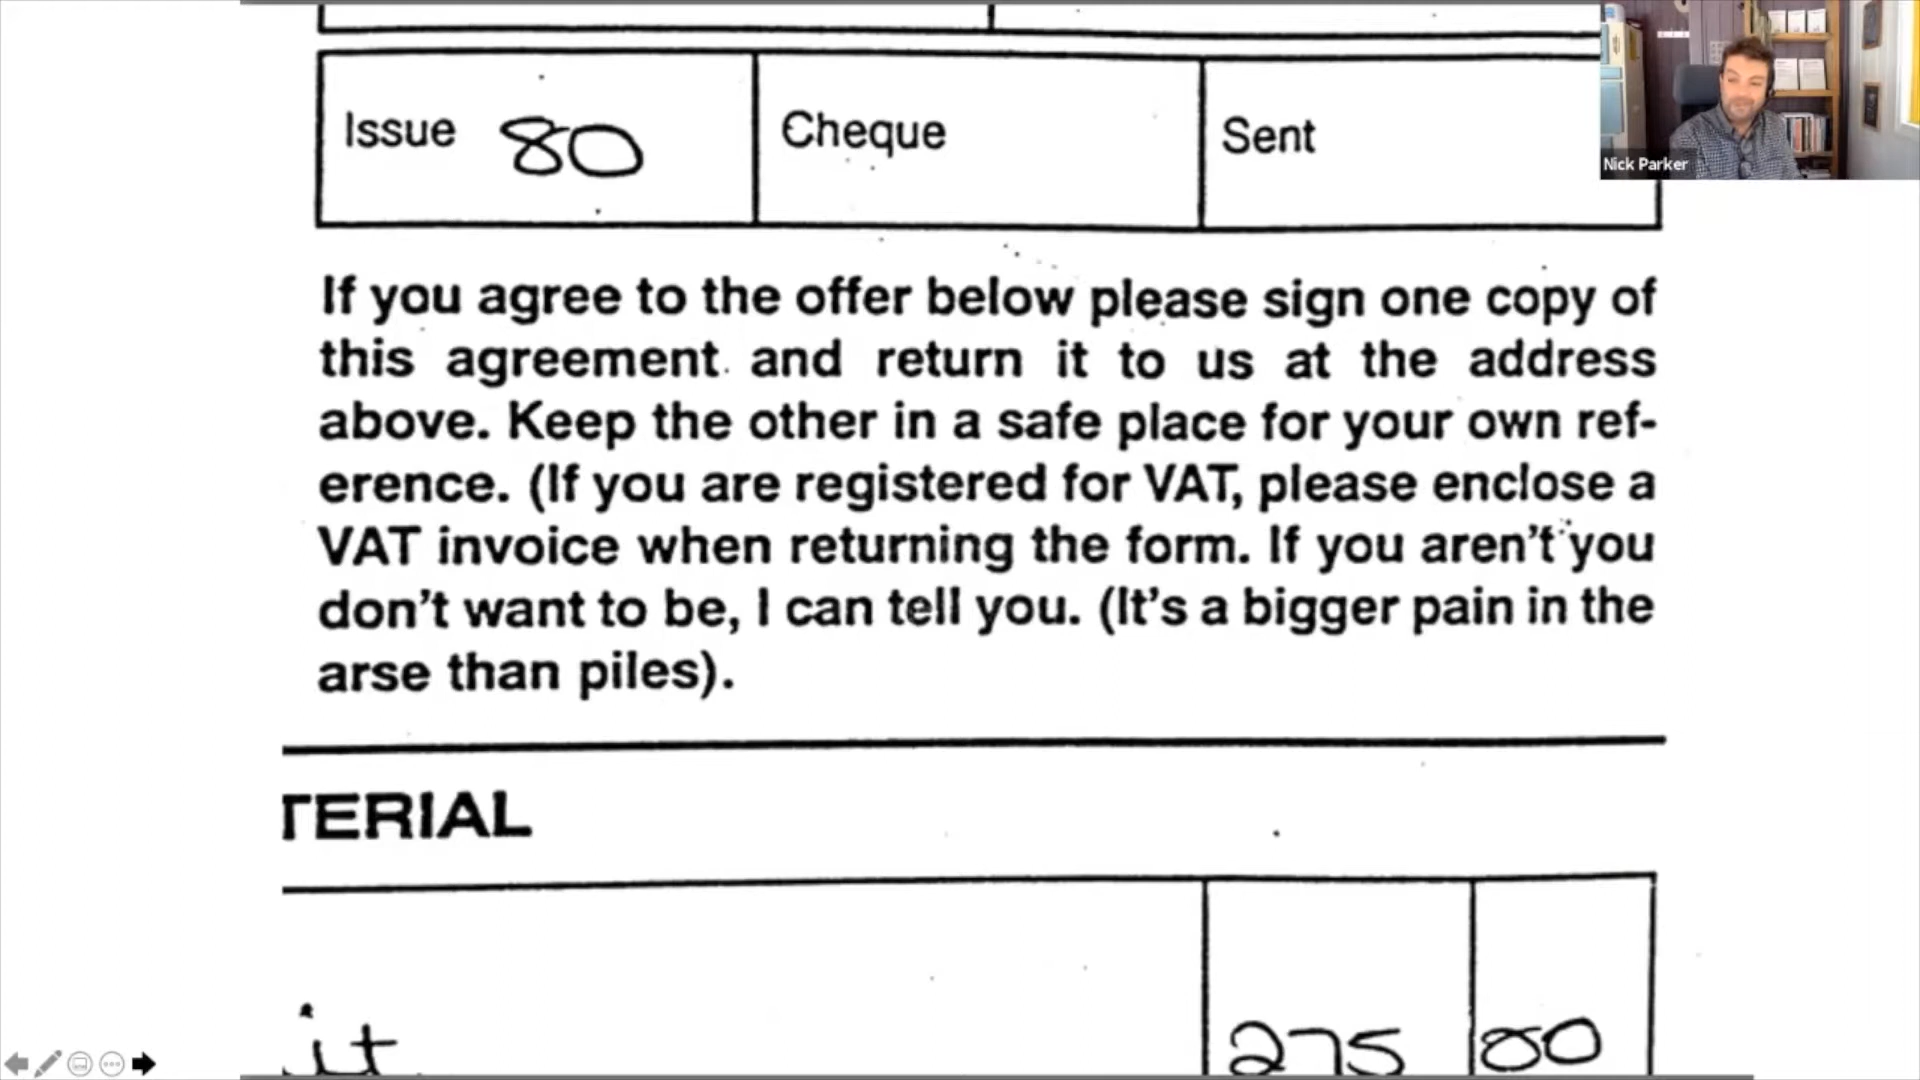 Issue 80
Cheque
Sent
Nick Parker
If you agree to the offer below please sign one copy of
this agreement and return it to us at the address
above. Keep the other in a safe place for your own ref-
erence. (If you are registered for VAT, please enclose a
VAT invoice when returning the form. If you aren't you
don't want to be, I can tell you. (It's a bigger pain in the
arse than piles).
TERIAL
it
275 00